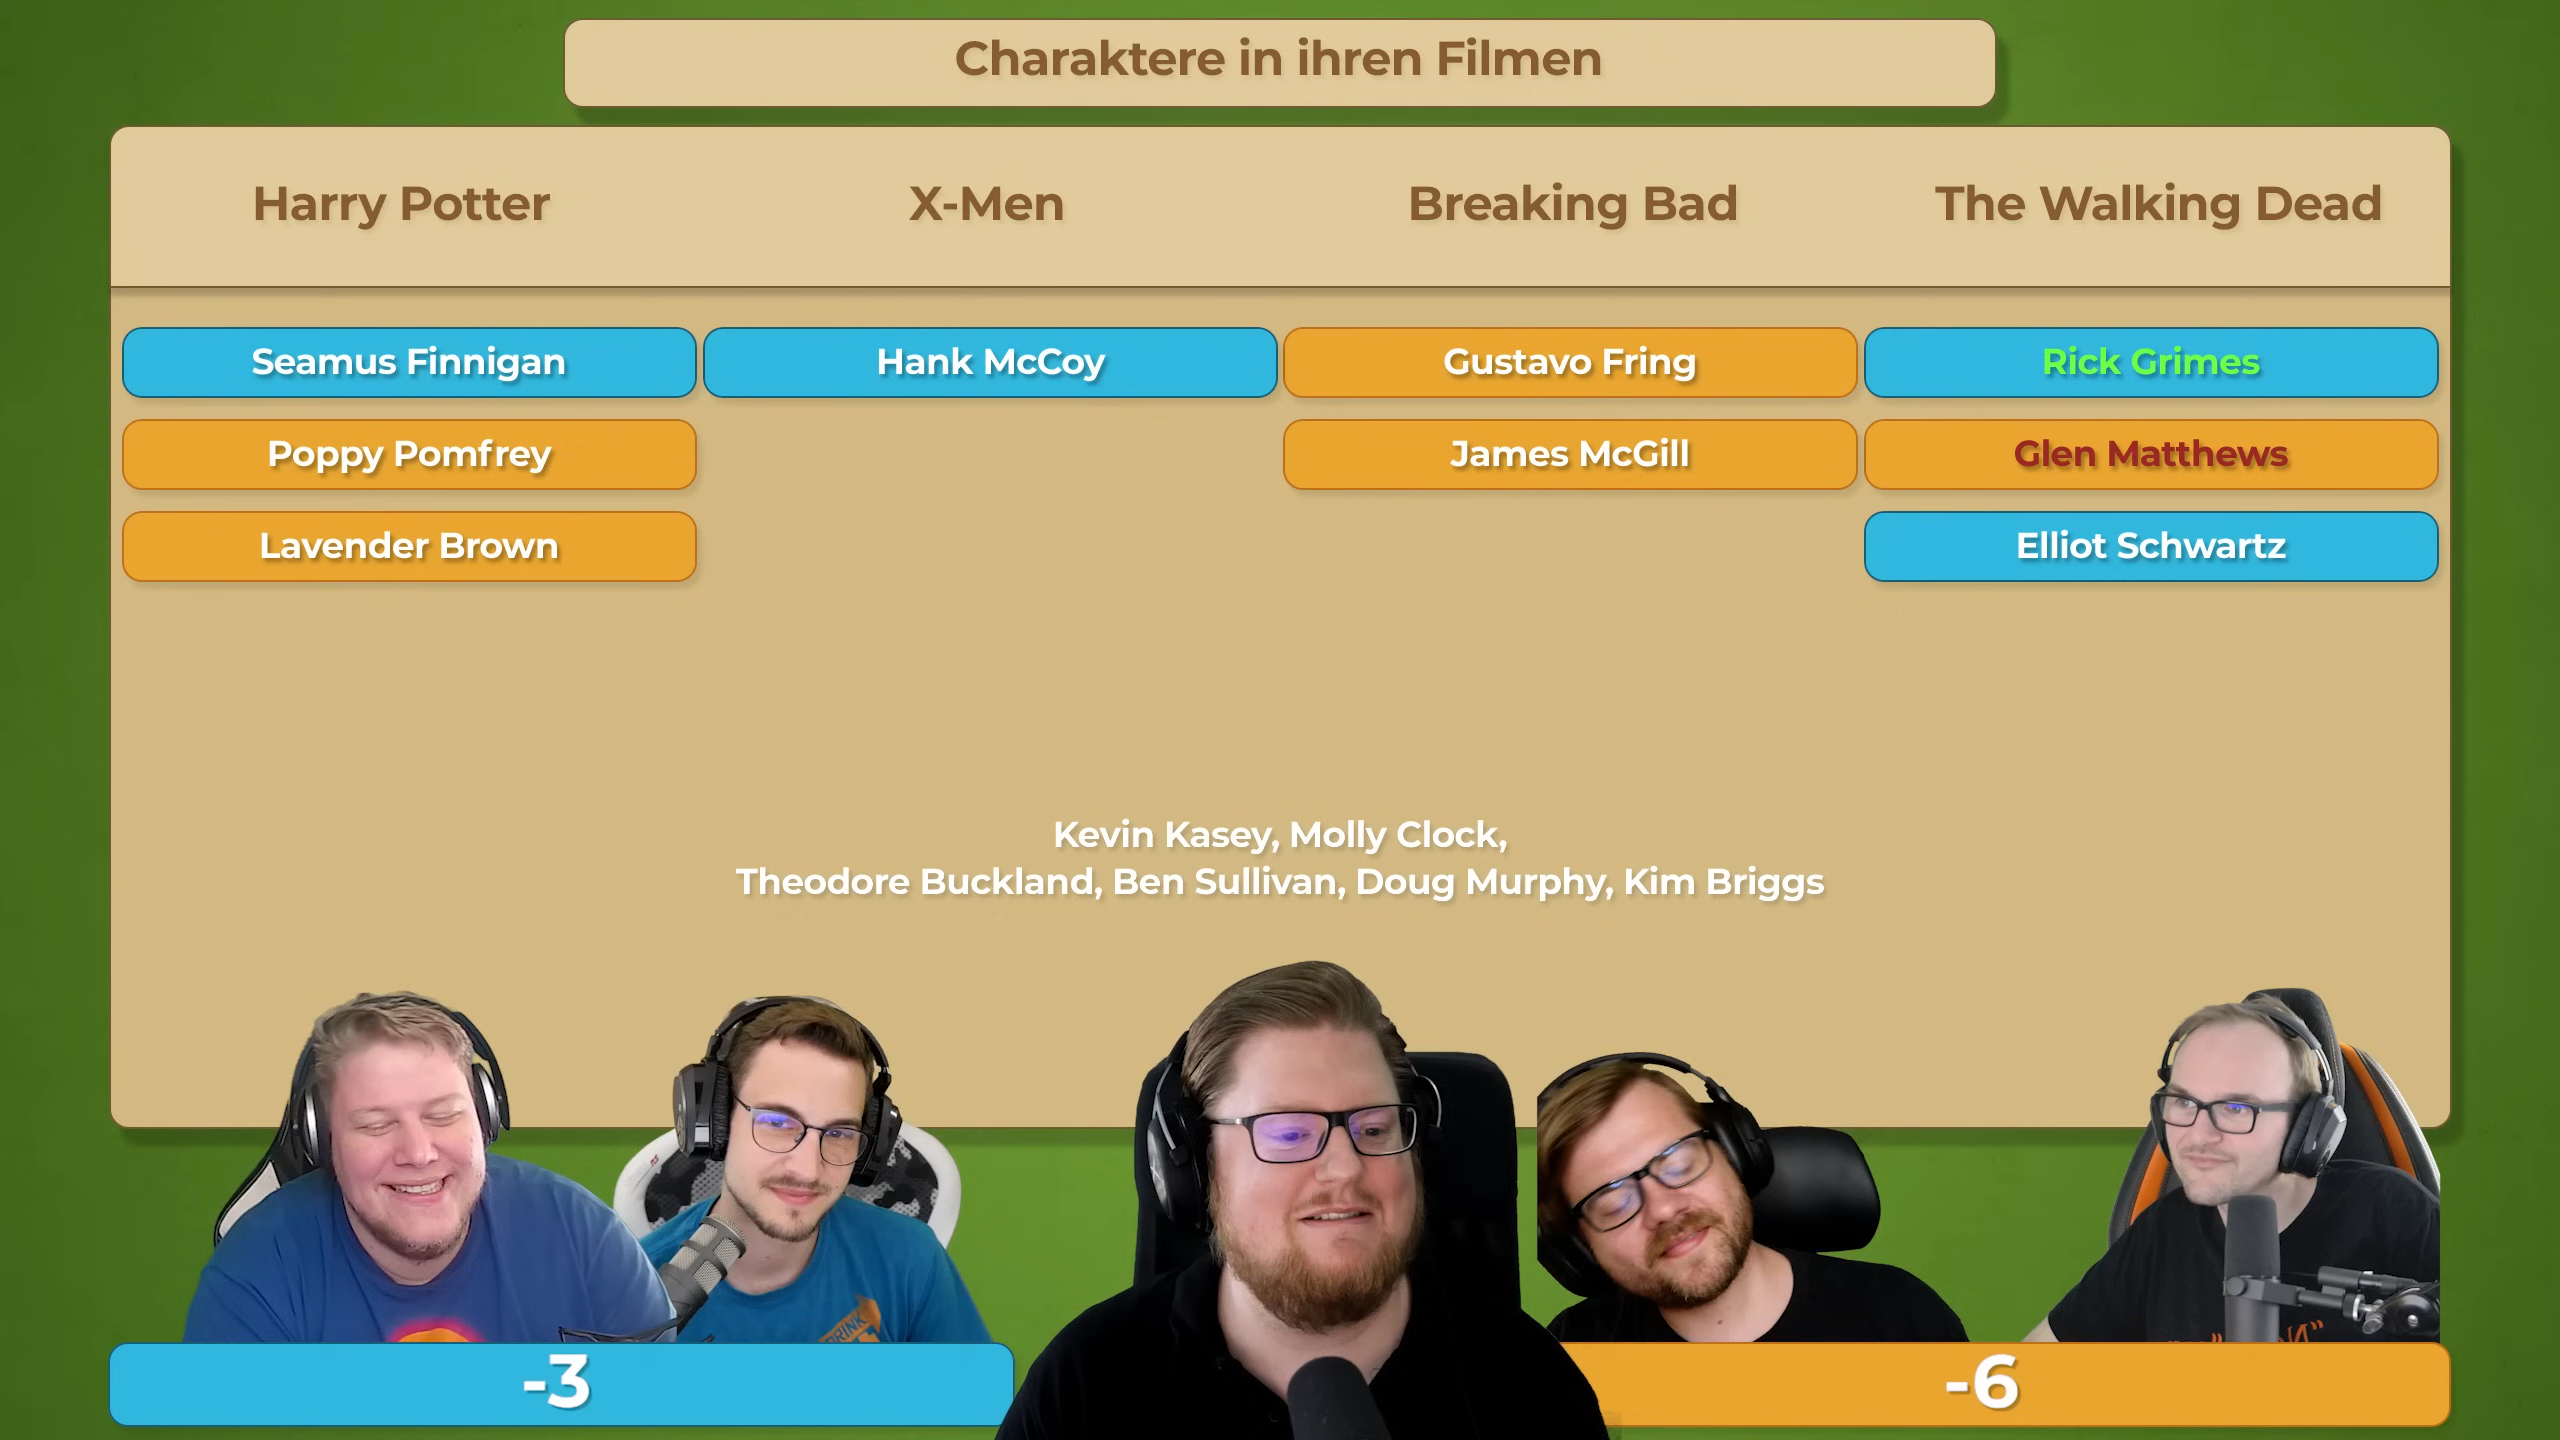 Charaktere in ihren Filmen
Harry Potter
X-Men
Breaking Bad
The Walking Dead
Seamus Finnigan
Hank McCoy
Gustavo Fring
Rick Grimes
Poppy Pomfrey
James McGill
Glen Matthews
Lavender Brown
Elliot Schwartz
Kevin Kasey, Molly Clock,
Theodore Buckland, Ben Sullivan, Doug Murphy, Kim Briggs
-3
-6